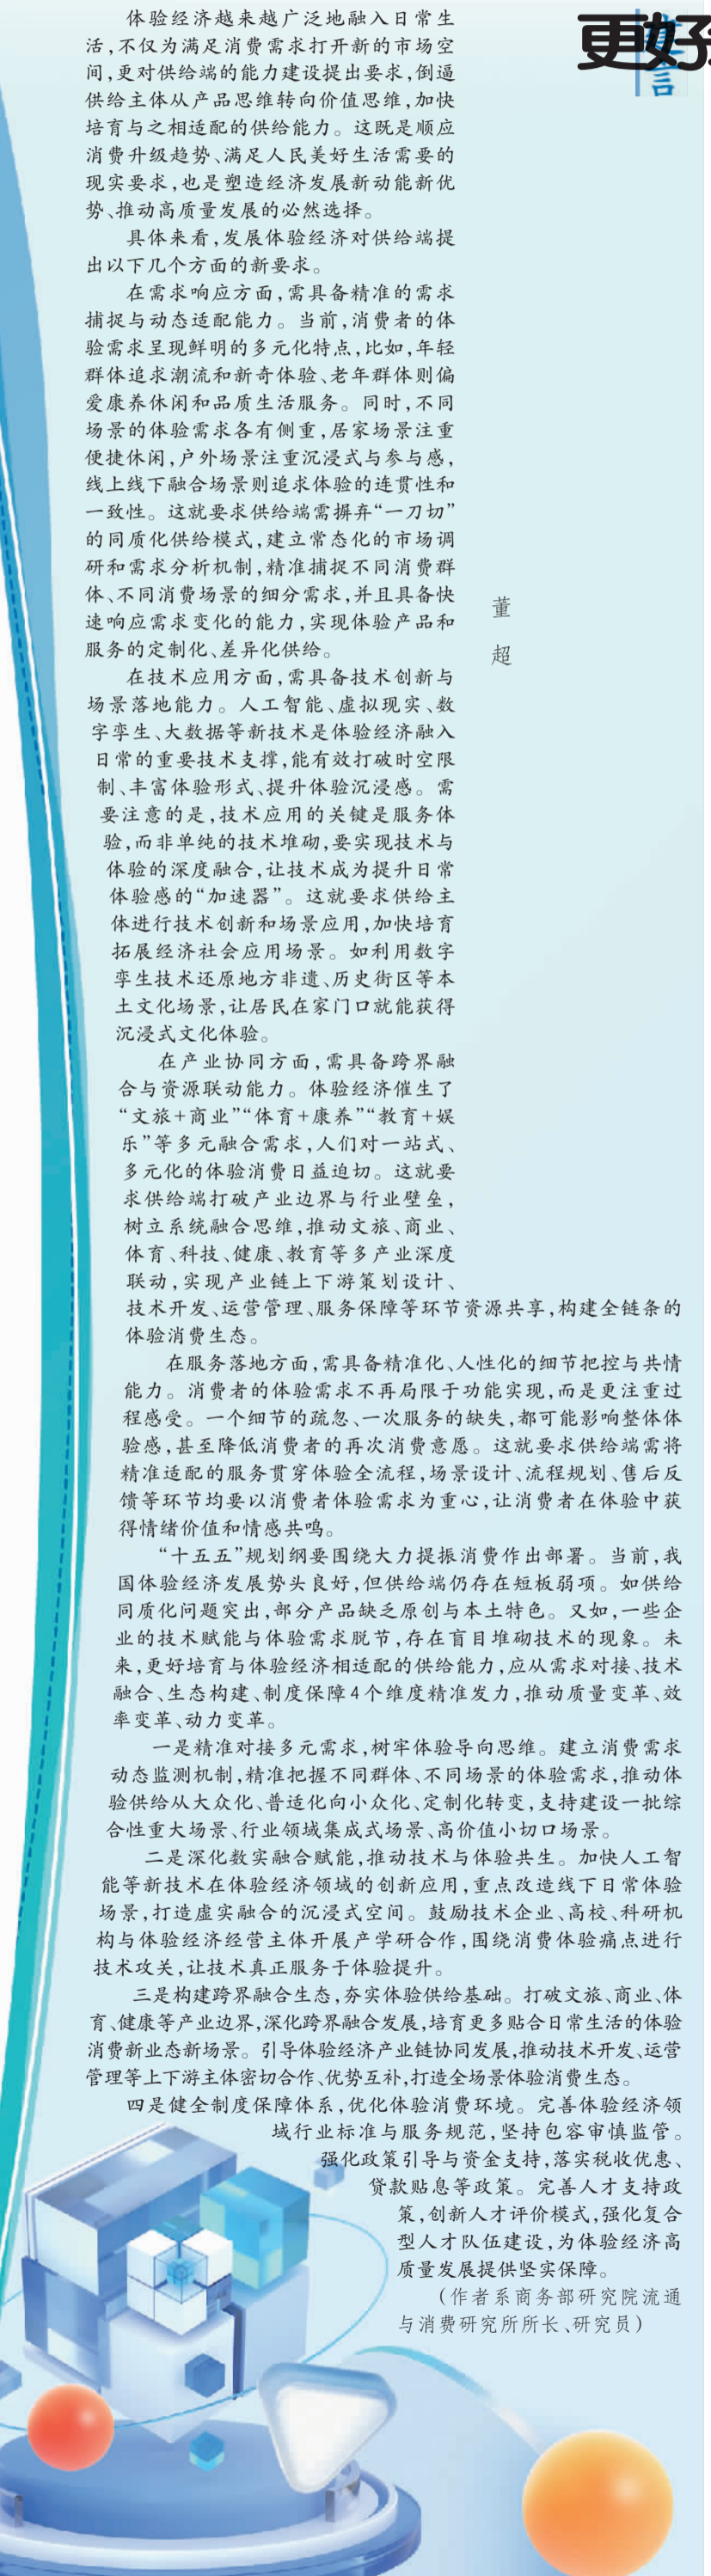 更好
言
体验经济越来越广泛地融入日常生
活,不仅为满足消费需求打开新的市场空
间,更对供给端的能力建设提出要求,倒逼
供给主体从产品思维转向价值思维,加快
培育与之相适配的供给能力。这既是顺应
消费升级趋势、满足人民美好生活需要的
现实要求,也是塑造经济发展新动能新优
势、推动高质量发展的必然选择。
具体来看,发展体验经济对供给端提
出以下几个方面的新要求。
在需求响应方面,需具备精准的需求
捕捉与动态适配能力。当前,消费者的体
验需求呈现鲜明的多元化特点,比如,年轻
群体追求潮流和新奇体验、老年群体则偏
爱康养休闲和品质生活服务。同时,不同
场景的体验需求各有侧重,居家场景注重
便捷休闲,户外场景注重沉浸式与参与感,
线上线下融合场景则追求体验的连贯性和
一致性。这就要求供给端需摒弃“一刀切”
的同质化供给模式,建立常态化的市场调
研和需求分析机制,精准捕捉不同消费群
体、不同消费场景的细分需求,并且具备快
速响应需求变化的能力,实现体验产品和
服务的定制化、差异化供给。
董
超
在技术应用方面,需具备技术创新与
场景落地能力。人工智能、虚拟现实、数
字孪生、大数据等新技术是体验经济融入
日常的重要技术支撑,能有效打破时空限
制、丰富体验形式、提升体验沉浸感。需
要注意的是,技术应用的关键是服务体
验,而非单纯的技术堆砌,要实现技术与
体验的深度融合,让技术成为提升日常
体验感的“加速器”。这就要求供给主
体进行技术创新和场景应用,加快培育
拓展经济社会应用场景。如利用数字
孪生技术还原地方非遗、历史街区等本
土文化场景,让居民在家门口就能获得
沉浸式文化体验。
在产业协同方面,需具备跨界融
合与资源联动能力。体验经济催生了
“文旅+商业”“体育+康养”“教育+娱
乐”等多元融合需求,人们对一站式、
多元化的体验消费日益迫切。这就要
求供给端打破产业边界与行业壁垒,
树立系统融合思维,推动文旅、商业、
体育、科技、健康、教育等多产业深度
联动,实现产业链上下游策划设计、
技术开发、运营管理、服务保障等环节资源共享,构建全链条的
体验消费生态。
在服务落地方面,需具备精准化、人性化的细节把控与共情
能力。消费者的体验需求不再局限于功能实现,而是更注重过
程感受。一个细节的疏忽、一次服务的缺失,都可能影响整体体
验感,甚至降低消费者的再次消费意愿。这就要求供给端需将
精准适配的服务贯穿体验全流程,场景设计、流程规划、售后反
馈等环节均要以消费者体验需求为重心,让消费者在体验中获
得情绪价值和情感共鸣。
“十五五”规划纲要围绕大力提振消费作出部署。当前,我
国体验经济发展势头良好,但供给端仍存在短板弱项。如供给
同质化问题突出,部分产品缺乏原创与本土特色。又如,一些企
业的技术赋能与体验需求脱节,存在盲目堆砌技术的现象。未
来,更好培育与体验经济相适配的供给能力,应从需求对接、技术
融合、生态构建、制度保障4个维度精准发力,推动质量变革、效
率变革、动力变革。
一是精准对接多元需求,树牢体验导向思维。建立消费需求
动态监测机制,精准把握不同群体、不同场景的体验需求,推动体
验供给从大众化、普适化向小众化、定制化转变,支持建设一批综
合性重大场景、行业领域集成式场景、高价值小切口场景。
二是深化数实融合赋能,推动技术与体验共生。加快人工智
能等新技术在体验经济领域的创新应用,重点改造线下日常体验
场景,打造虚实融合的沉浸式空间。鼓励技术企业、高校、科研机
构与体验经济经营主体开展产学研合作,围绕消费体验痛点进行
技术攻关,让技术真正服务于体验提升。
三是构建跨界融合生态,夯实体验供给基础。打破文旅、商业、体
育、健康等产业边界,深化跨界融合发展,培育更多贴合日常生活的体验
消费新业态新场景。引导体验经济产业链协同发展,推动技术开发、运营
管理等上下游主体密切合作、优势互补,打造全场景体验消费生态。
四是健全制度保障体系,优化体验消费环境。完善体验经济领
域行业标准与服务规范,坚持包容审慎监管。
强化政策引导与资金支持,落实税收优惠、
贷款贴息等政策。完善人才支持政
策,创新人才评价模式,强化复合
型人才队伍建设,为体验经济高
质量发展提供坚实保障。
(作者系商务部研究院流通
与消费研究所所长、研究员)